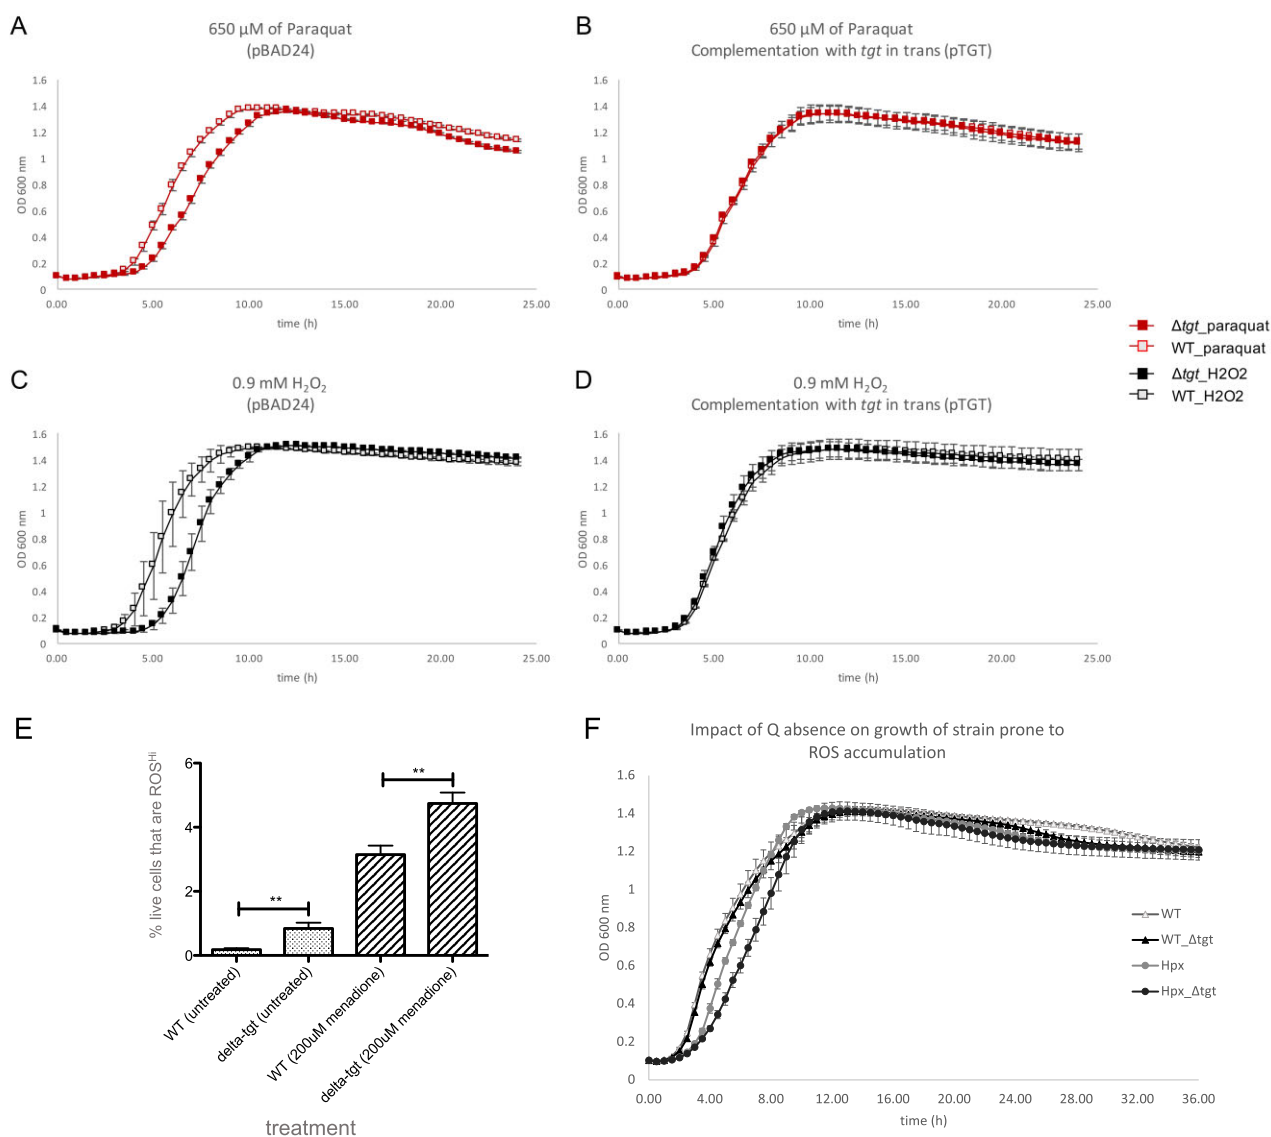 A
650 µM of Paraquat
(pBAD24)
1.6
1.4
1.2
1
0.8
0.6
0.4
0.2
0
OD 600 nm
0.00
5.00
10.00
15.00
20.00
25.00
time (h)
B
650 µM of Paraquat
Complementation with tgt in trans (pTGT)
1.6
1.4
1.2
1
0.8
0.6
0.4
0.2
0
OD 600 nm
0.00
5.00
10.00
15.00
20.00
25.00
time (h)
Δtgt_paraquat
WT_paraquat
Δtgt_H2O2
WT_H2O2
C
0.9 mM H₂O₂
(pBAD24)
1.6
1.4
1.2
1
0.8
0.6
0.4
0.2
0
OD 600 nm
0.00
5.00
10.00
15.00
20.00
25.00
time (h)
D
0.9 mM H₂O₂
Complementation with tgt in trans (pTGT)
1.6
1.4
1.2
1
0.8
0.6
0.4
0.2
0
OD 600 nm
0.00
5.00
10.00
15.00
20.00
25.00
time (h)
E
% live cells that are ROSᴴⁱ
6
4
2
0
**
**
WT (untreated)
delta-tgt (untreated)
WT (200uM menadione)
delta-tgt (200uM menadione)
treatment
F
Impact of Q absence on growth of strain prone to
ROS accumulation
1.6
1.4
1.2
1
0.8
0.6
0.4
0.2
0
OD 600 nm
WT
WT_Δtgt
Hpx
Hpx_Δtgt
0.00
4.00
8.00
12.00
16.00
20.00
24.00
28.00
32.00
36.00
time (h)